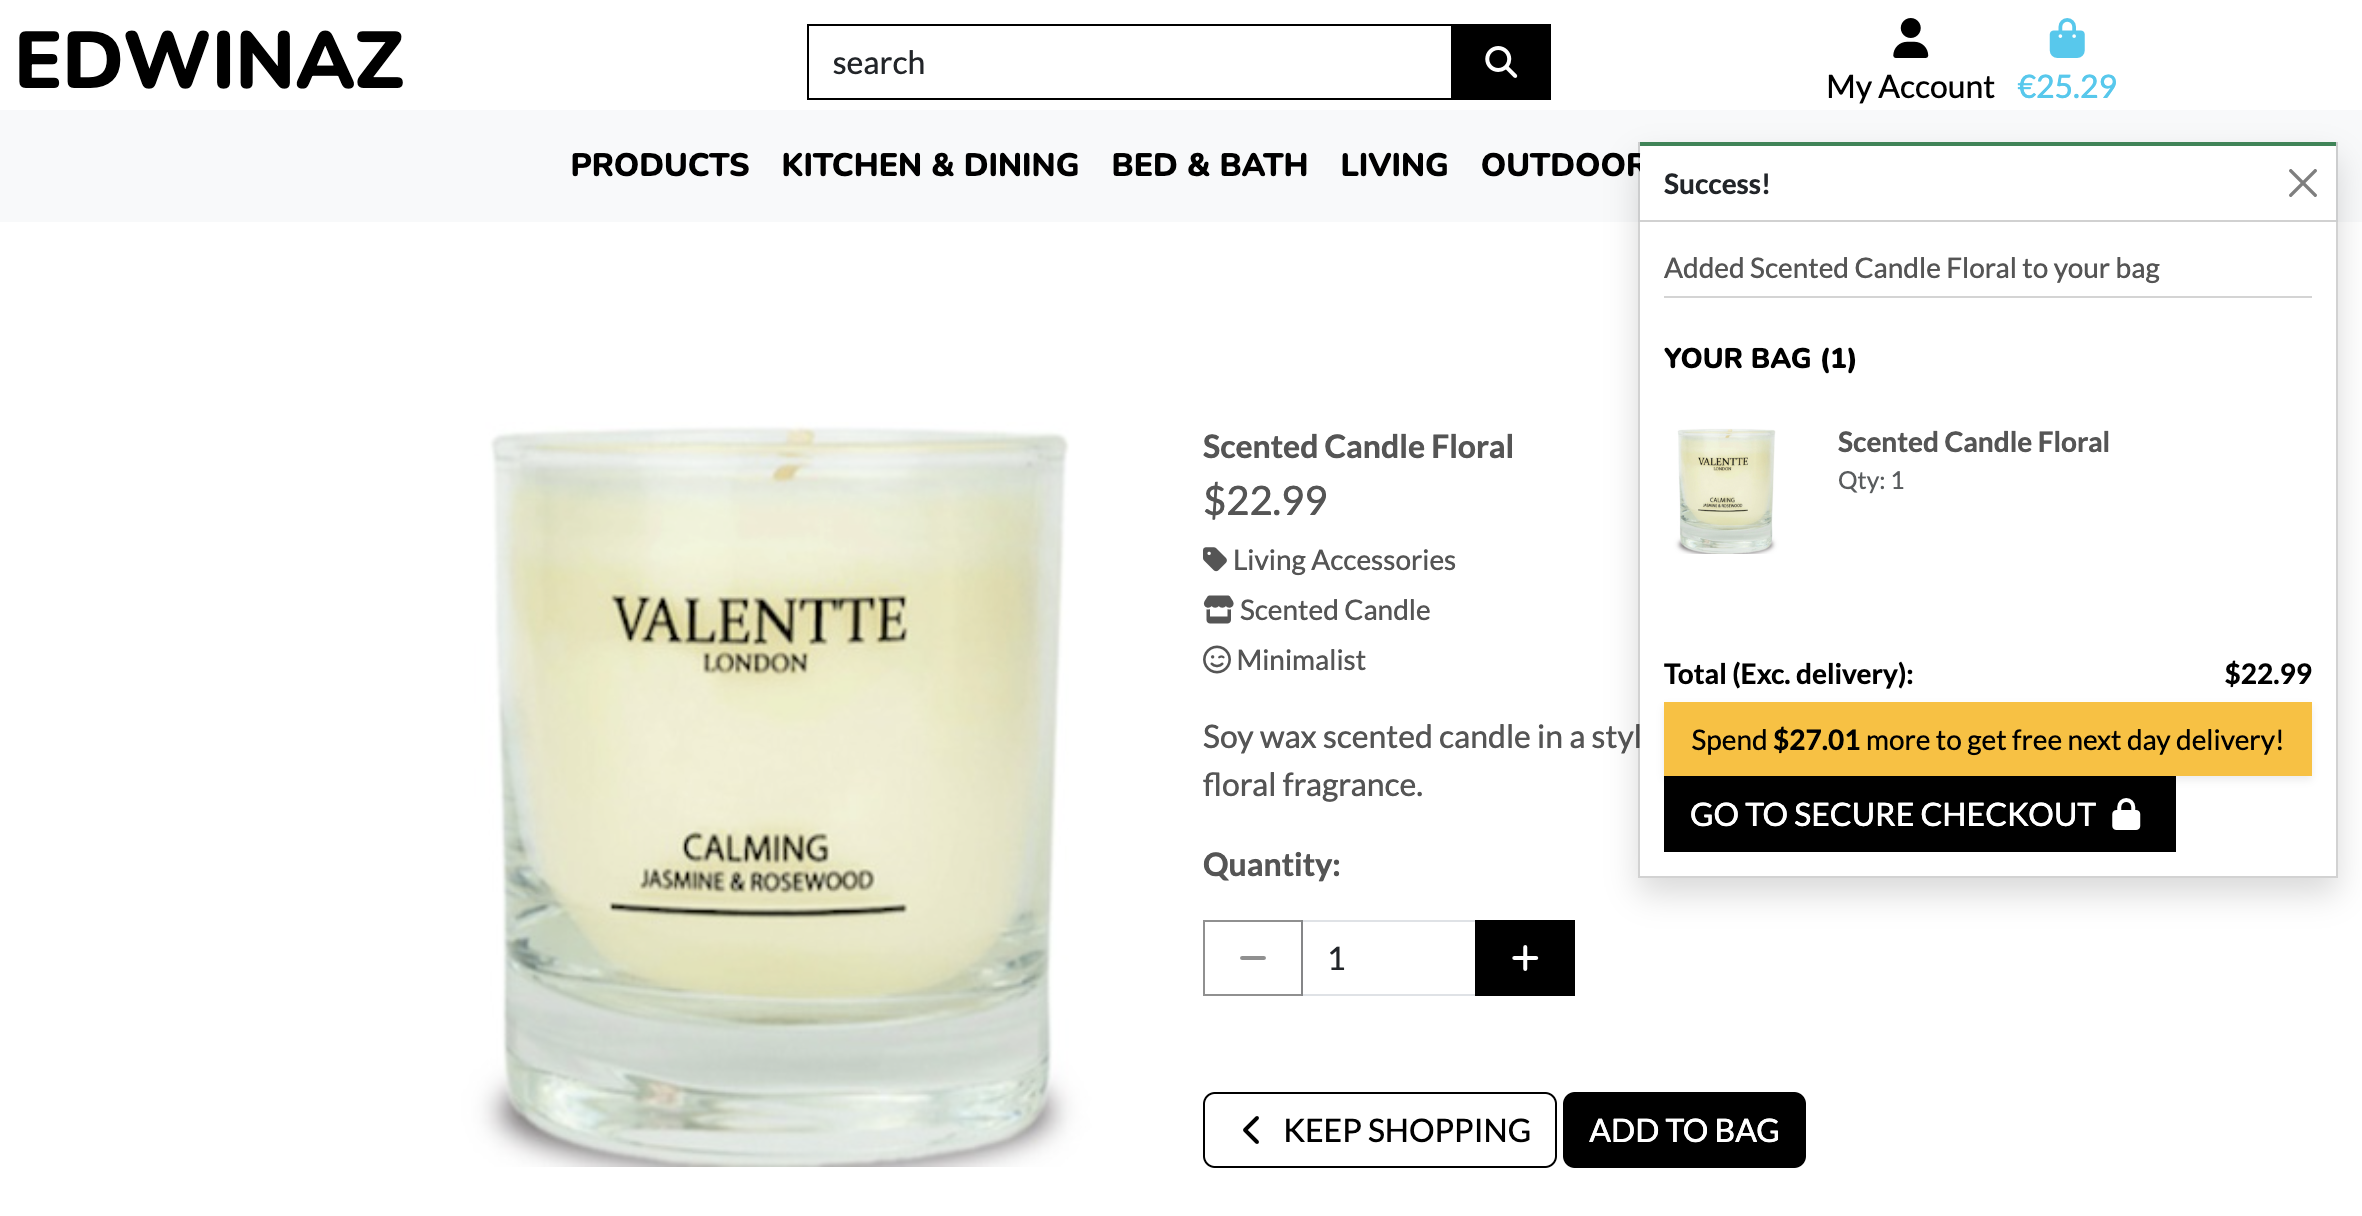 EDWINAZ
search
My Account
€25.29
PRODUCTS KITCHEN & DINING BED & BATH LIVING OUTDOOR
Success!
Added Scented Candle Floral to your bag
YOUR BAG (1)
VALENTTE
LONDON
CALMING
JASMINE & ROSEWOOD
Scented Candle Floral
Qty: 1
Total (Exc. delivery): $22.99
Spend $27.01 more to get free next day delivery!
GO TO SECURE CHECKOUT
VALENTTE
LONDON
CALMING
JASMINE & ROSEWOOD
Scented Candle Floral
$22.99
Living Accessories
Scented Candle
Minimalist
Soy wax scented candle in a styl
floral fragrance.
Quantity:
1
KEEP SHOPPING
ADD TO BAG